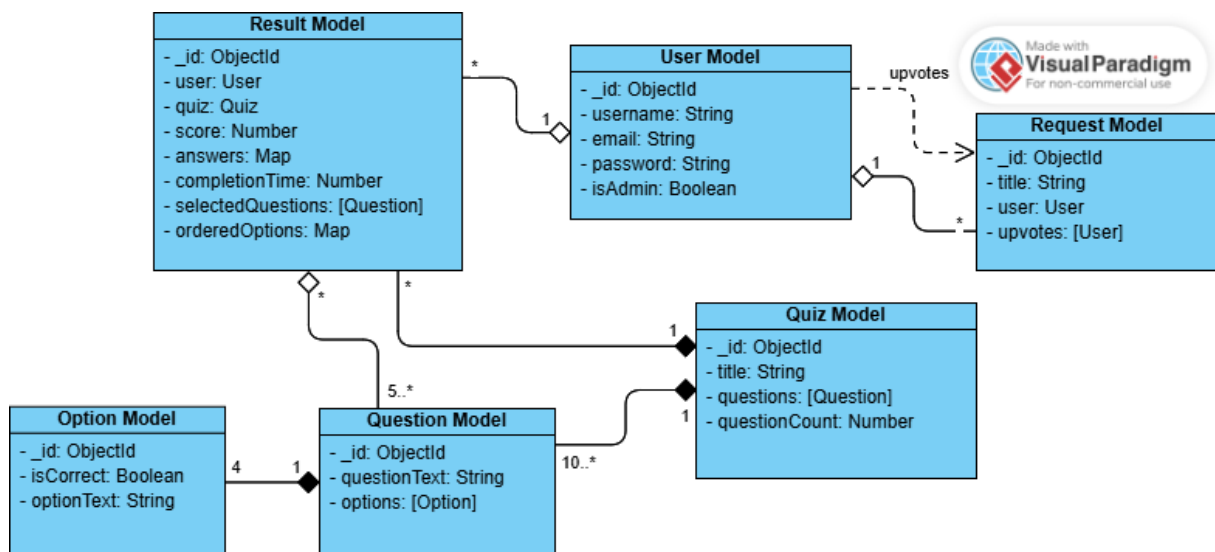 Result Model
- _id: ObjectId
- user: User
- quiz: Quiz
- score: Number
- answers: Map
- completionTime: Number
- selectedQuestions: [Question]
- orderedOptions: Map
*
1
User Model
- _id: ObjectId
- username: String
- email: String
- password: String
- isAdmin: Boolean
upvotes
Made with
VisualParadigm
For non-commercial use
1
*
Request Model
- _id: ObjectId
- title: String
- user: User
- upvotes: [User]
*
*
5..*
1
1
10..*
Quiz Model
- _id: ObjectId
- title: String
- questions: [Question]
- questionCount: Number
Option Model
- _id: ObjectId
- isCorrect: Boolean
- optionText: String
4
1
Question Model
- _id: ObjectId
- questionText: String
- options: [Option]